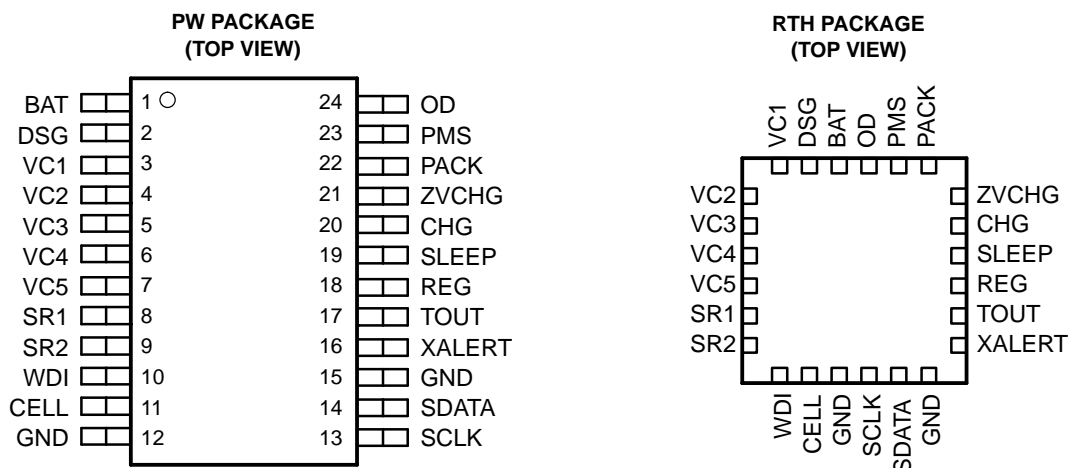 PW PACKAGE
(TOP VIEW)
BAT 1 24 OD
DSG 2 23 PMS
VC1 3 22 PACK
VC2 4 21 ZVCHG
VC3 5 20 CHG
VC4 6 19 SLEEP
VC5 7 18 REG
SR1 8 17 TOUT
SR2 9 16 XALERT
WDI 10 15 GND
CELL 11 14 SDATA
GND 12 13 SCLK
RTH PACKAGE
(TOP VIEW)
VC1 DSG BAT OD PMS PACK
VC2 ZVCHG
VC3 CHG
VC4 SLEEP
VC5 REG
SR1 TOUT
SR2 XALERT
WDI CELL GND SCLK SDATA GND